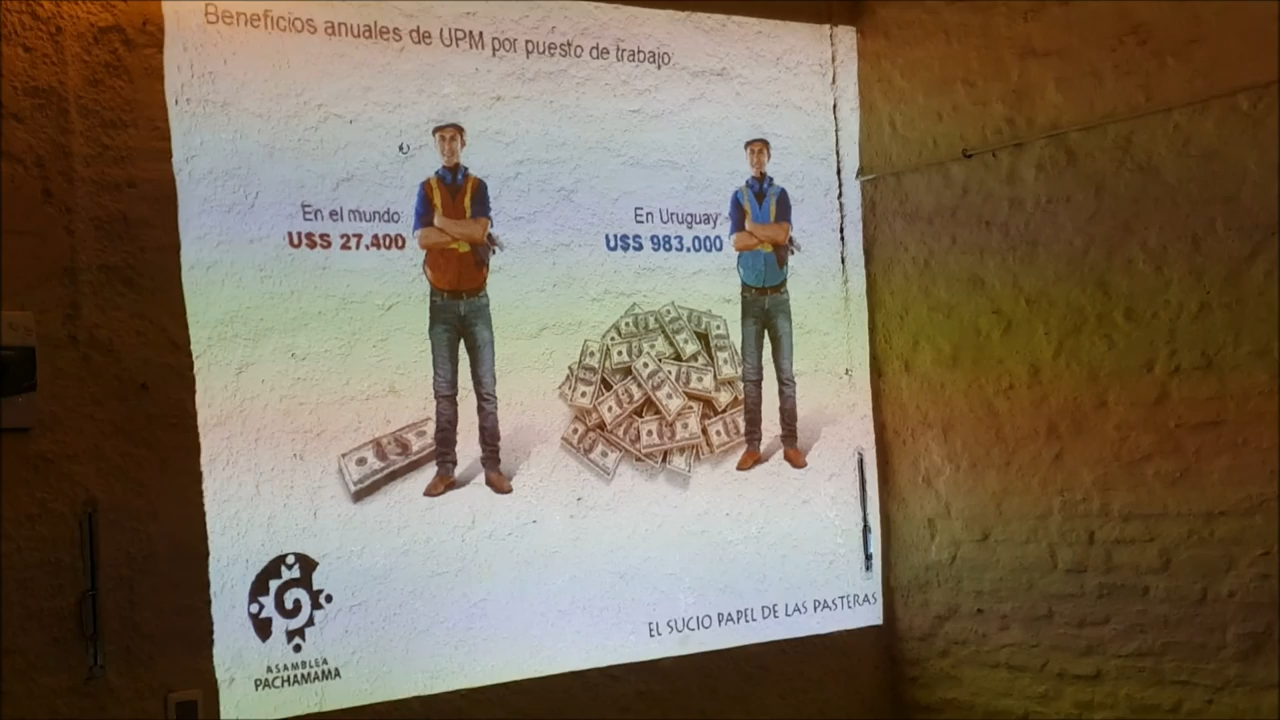 Beneficios anuales de UPM por puesto de trabajo
En el mundo:
U$S 27.400
En Uruguay:
U$S 983.000
EL SUCIO PAPEL DE LAS PASTERAS
ASAMBLEA
PACHAMAMA